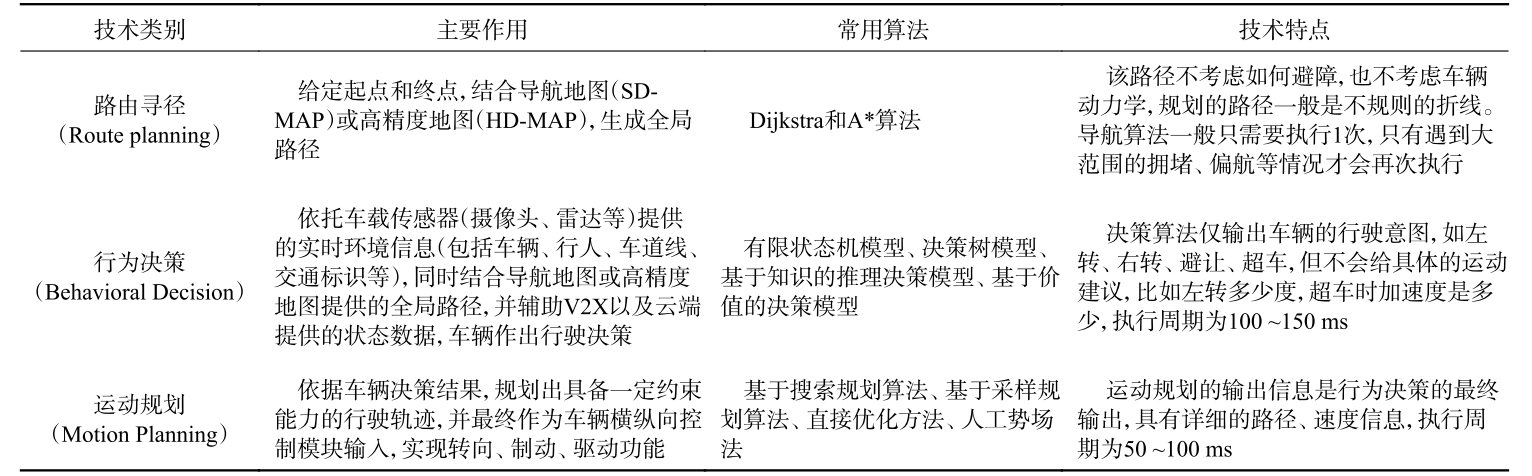 技术类别 主要作用 常用算法 技术特点
路由寻径
（Route planning）
给定起点和终点，结合导航地图（SD-
MAP）或高精度地图（HD-MAP），生成全局
路径
Dijkstra和A*算法
该路径不考虑如何避障，也不考虑车辆
动力学，规划的路径一般是不规则的折线。
导航算法一般只需要执行1次，只有遇到大
范围的拥堵、偏航等情况才会再次执行
行为决策
（Behavioral Decision）
依托车载传感器（摄像头、雷达等）提供
的实时环境信息（包括车辆、行人、车道线、
交通标识等），同时结合导航地图或高精度
地图提供的全局路径，并辅助V2X以及云端
提供的状态数据，车辆作出行驶决策
有限状态机模型、决策树模型、
基于知识的推理决策模型、基于价
值的决策模型
决策算法仅输出车辆的行驶意图，如左
转、右转、避让、超车，但不会给具体的运动
建议，比如左转多少度，超车时加速度是多
少，执行周期为100 ~150 ms
运动规划
（Motion Planning）
依据车辆决策结果，规划出具备一定约束
能力的行驶轨迹，并最终作为车辆横纵向控
制模块输入，实现转向、制动、驱动功能
基于搜索规划算法、基于采样规
划算法、直接优化方法、人工势场
法
运动规划的输出信息是行为决策的最终
输出，具有详细的路径、速度信息，执行周
期为50 ~100 ms